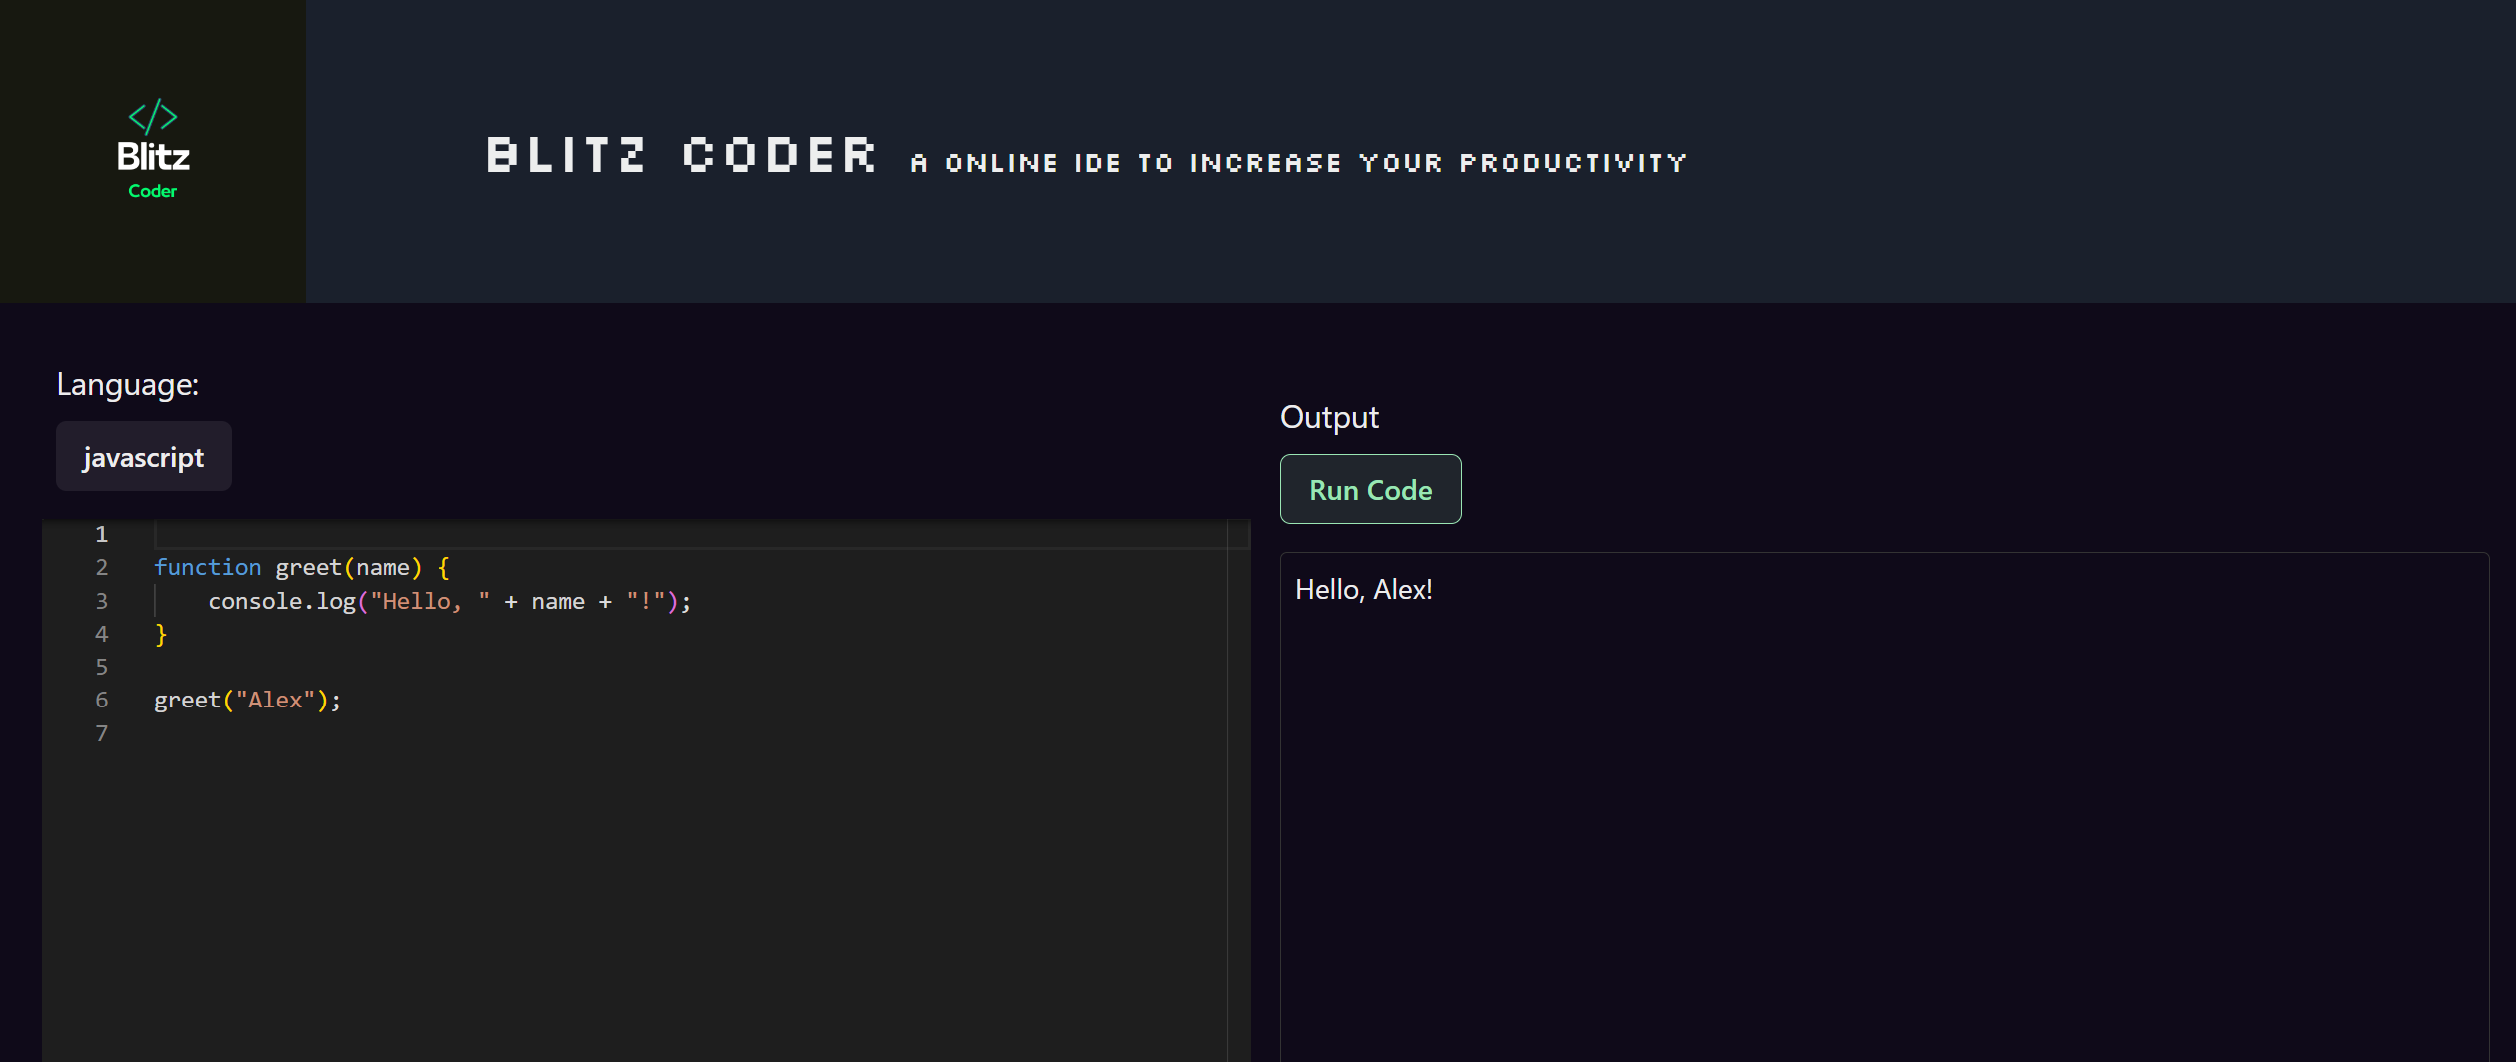 </>
Blitz
Coder
BLITZ CODER A ONLINE IDE TO INCREASE YOUR PRODUCTIVITY
Language:
javascript
1
2 function greet(name) {
3     console.log("Hello, " + name + "!");
4 }
5
6 greet("Alex");
7
Output
Run Code
Hello, Alex!